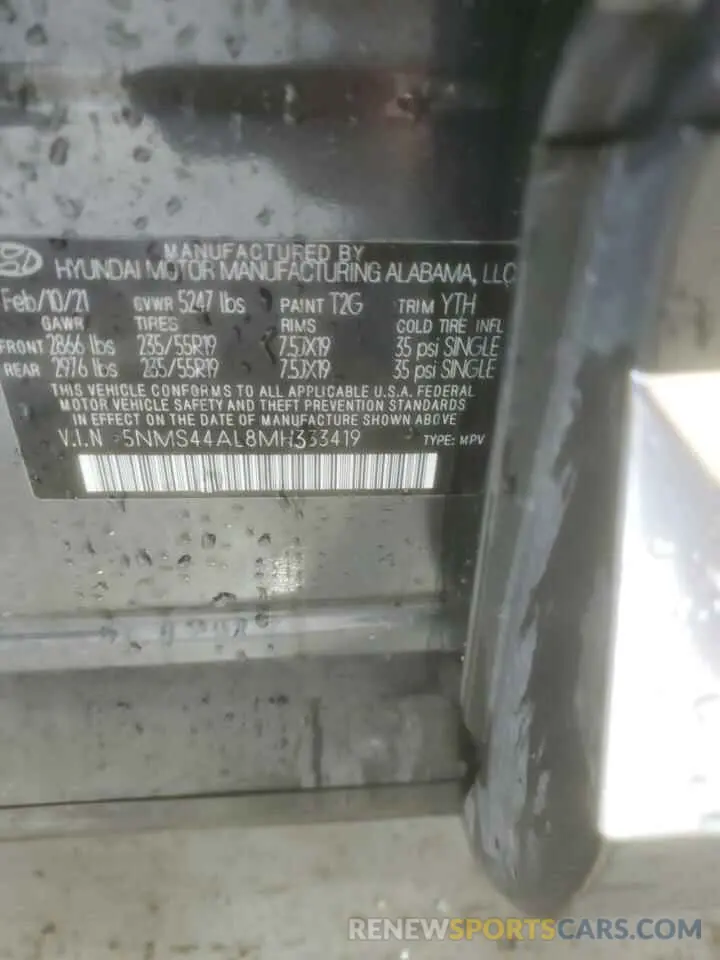 MANUFACTURED BY
HYUNDAI MOTOR MANUFACTURING ALABAMA, LLC
Feb/10/21 GVWR 5247 lbs PAINT T2G TRIM YTH
GAWR TIRES RIMS COLD TIRE INFL
FRONT 2866 lbs 235/55R19 7.5JX19 35 psi SINGLE
REAR 2976 lbs 235/55R19 7.5JX19 35 psi SINGLE
THIS VEHICLE CONFORMS TO ALL APPLICABLE U.S.A. FEDERAL
MOTOR VEHICLE SAFETY AND THEFT PREVENTION STANDARDS
IN EFFECT ON THE DATE OF MANUFACTURE SHOWN ABOVE
V.I.N 5NMS44AL8MH333419 TYPE: MPV
RENEWSPORTSCARS.COM